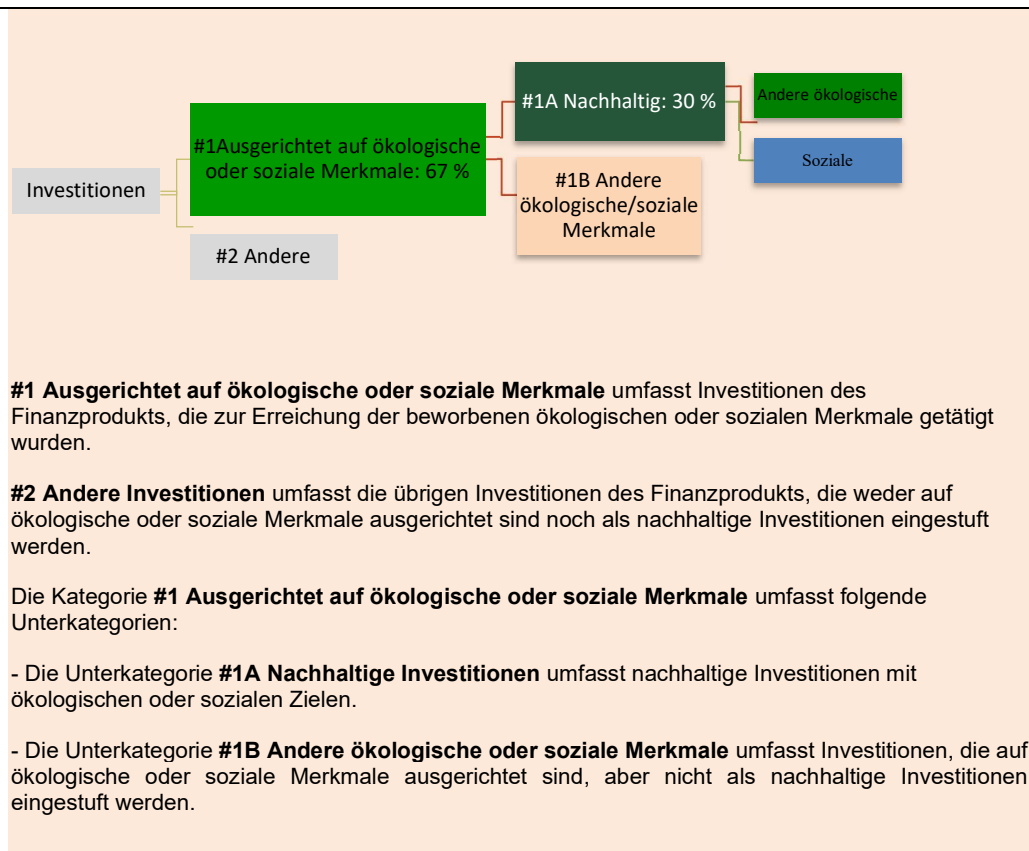 Investitionen
#1Ausgerichtet auf ökologische
oder soziale Merkmale: 67 %
#2 Andere
#1A Nachhaltig: 30 %
#1B Andere
ökologische/soziale
Merkmale
Andere ökologische
Soziale
#1 Ausgerichtet auf ökologische oder soziale Merkmale umfasst Investitionen des
Finanzprodukts, die zur Erreichung der beworbenen ökologischen oder sozialen Merkmale getätigt
wurden.
#2 Andere Investitionen umfasst die übrigen Investitionen des Finanzprodukts, die weder auf
ökologische oder soziale Merkmale ausgerichtet sind noch als nachhaltige Investitionen eingestuft
werden.
Die Kategorie #1 Ausgerichtet auf ökologische oder soziale Merkmale umfasst folgende
Unterkategorien:
- Die Unterkategorie #1A Nachhaltige Investitionen umfasst nachhaltige Investitionen mit
ökologischen oder sozialen Zielen.
- Die Unterkategorie #1B Andere ökologische oder soziale Merkmale umfasst Investitionen, die auf
ökologische oder soziale Merkmale ausgerichtet sind, aber nicht als nachhaltige Investitionen
eingestuft werden.